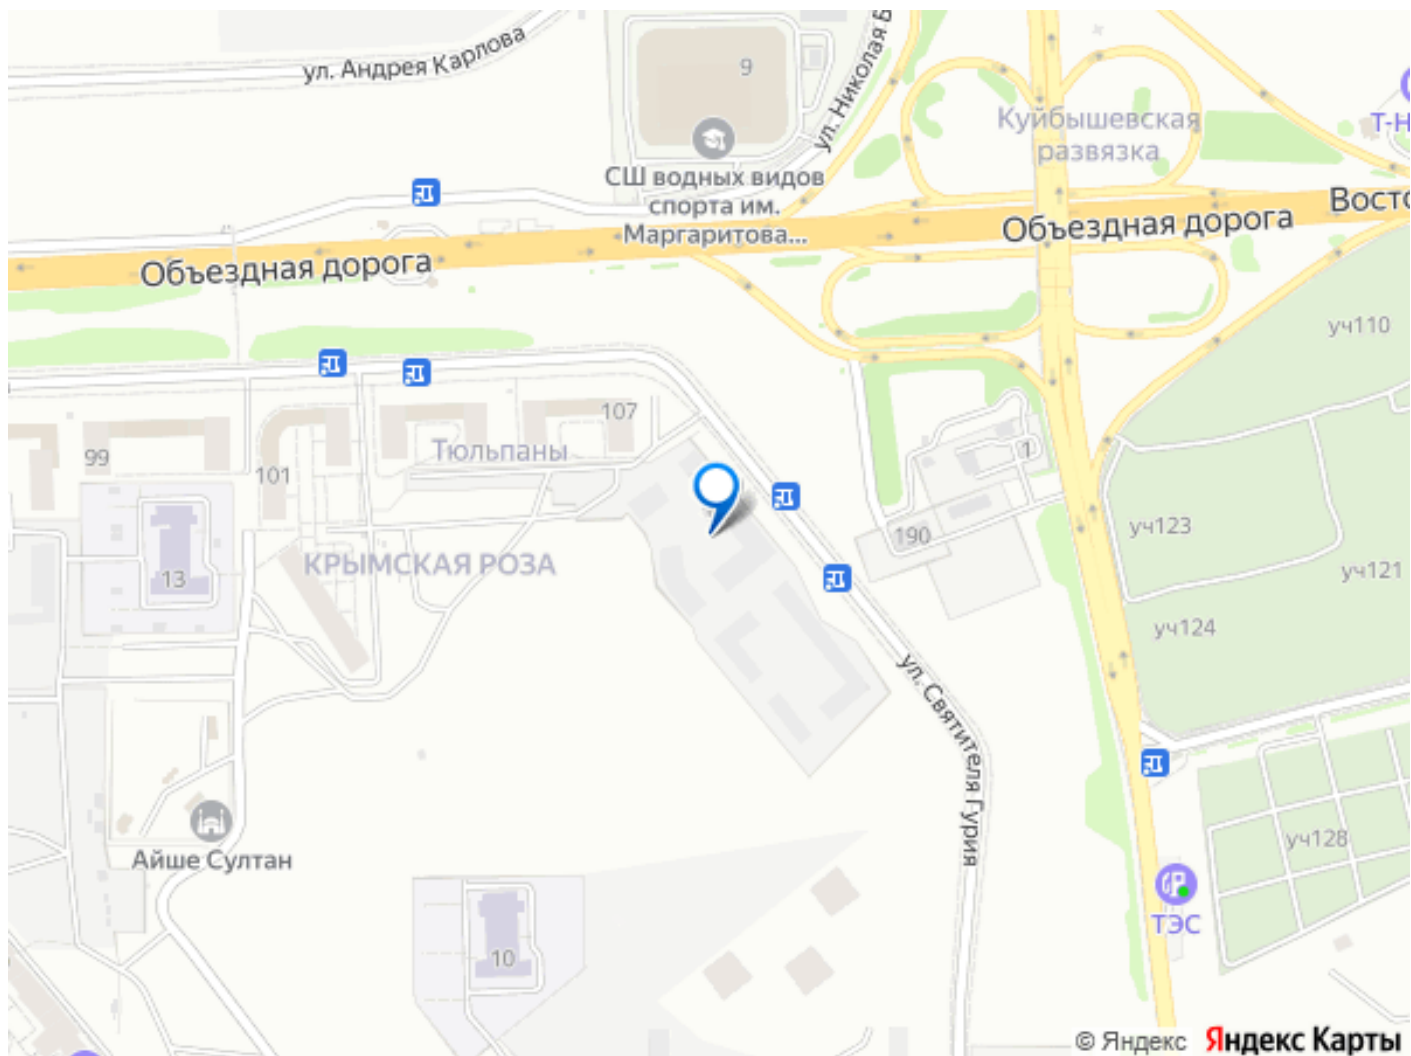 ул. Андрея Карлова
9
ул. Николая Б
Куйбышевская
развязка
Т-Н
СШ водных видов
спорта им.
Маргаритова...
Восто
Объездная дорога
Объездная дорога
уч110
107
Тюльпаны
99
101
1
уч123
190
КРЫМСКАЯ РОЗА
13
уч121
уч124
ул. Святителя Гурия
уч128
Айше Султан
ТЭС
10
© Яндекс Яндекс Карты